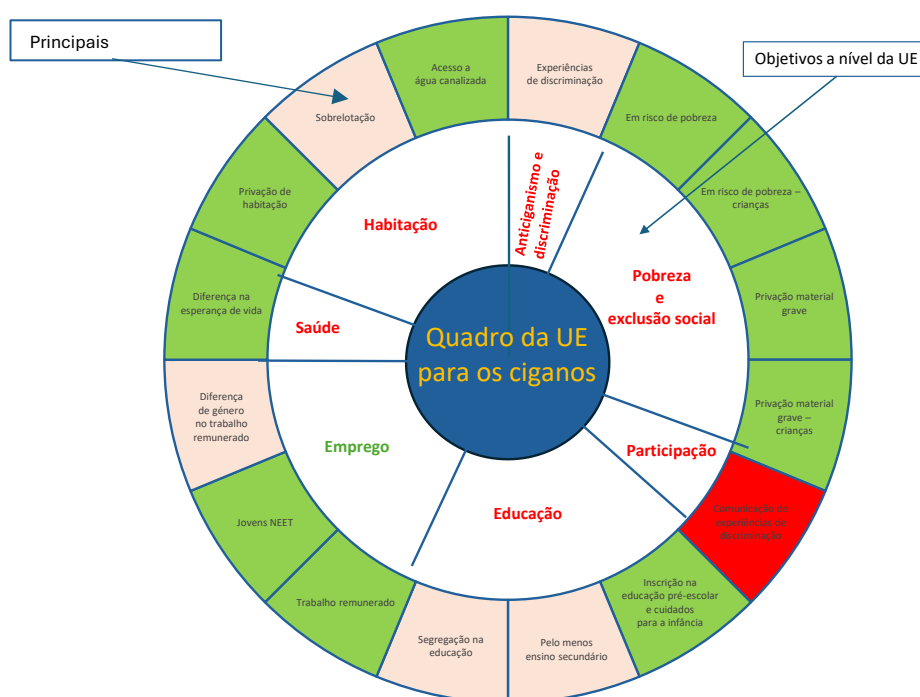 Principais
Objetivos a nível da UE
Acesso a
água canalizada
Experiências
de discriminação
Em risco de pobreza
Em risco de pobreza –
crianças
Privação material
grave
Privação material
grave –
crianças
Comunicação de
experiências de
discriminação
Inscrição na
educação pré-escolar
e cuidados
para a infância
Pelo menos
ensino secundário
Segregação na
educação
Trabalho remunerado
Jovens NEET
Diferença
de género
no trabalho
remunerado
Diferença na
esperança de vida
Privação de
habitação
Sobrelotação
Anticiganismo e
discriminação
Pobreza
e
exclusão social
Participação
Educação
Emprego
Saúde
Habitação
Quadro da UE
para os ciganos